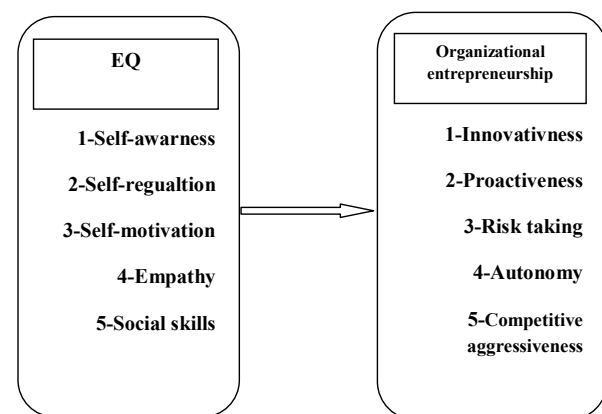 EQ
1-Self-awarness
2-Self-regualtion
3-Self-motivation
4-Empathy
5-Social skills
Organizational
entrepreneurship
1-Innovativness
2-Proactiveness
3-Risk taking
4-Autonomy
5-Competitive
aggressiveness